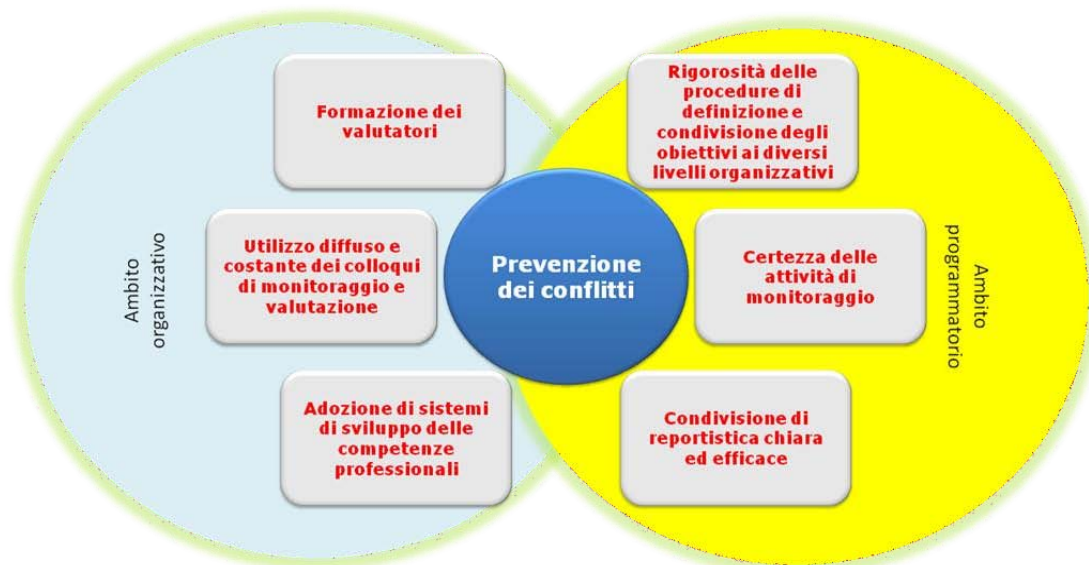 Ambito
organizzativo
Formazione dei
valutatori
Utilizzo diffuso e
costante dei colloqui
di monitoraggio e
valutazione
Adozione di sistemi
di sviluppo delle
competenze
professionali
Prevenzione
dei conflitti
Rigorosità delle
procedure di
definizione e
condivisione degli
obiettivi ai diversi
livelli organizzativi
Certezza delle
attività di
monitoraggio
Condivisione di
reportistica chiara
ed efficace
Ambito
programmatorio